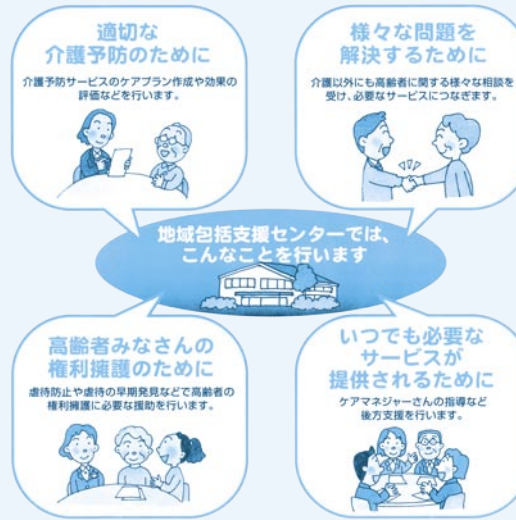 適切な
介護予防のために
介護予防サービスのケアプラン作成や効果の
評価などを行います。
様々な問題を
解決するために
介護以外にも高齢者に関する様々な相談を
受け、必要なサービスにつなぎます。
地域包括支援センターでは、
こんなことを行います
高齢者みなさんの
権利擁護のために
虐待防止や虐待の早期発見などで高齢者の
権利擁護に必要な援助を行います。
いつでも必要な
サービスが
提供されるために
ケアマネジャーさんの指導など
後方支援を行います。